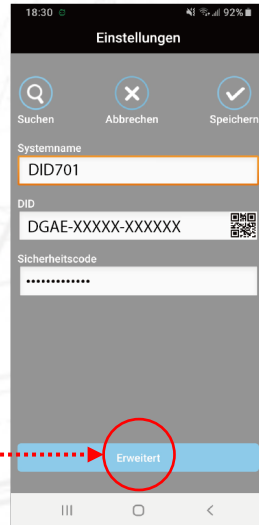 18:30 92%
Einstellungen
Suchen Abbrechen Speichern
Systemname
DID701
DID
DGAE-XXXXX-XXXXXX
Sicherheitscode
•••••••••••••
Erweitert